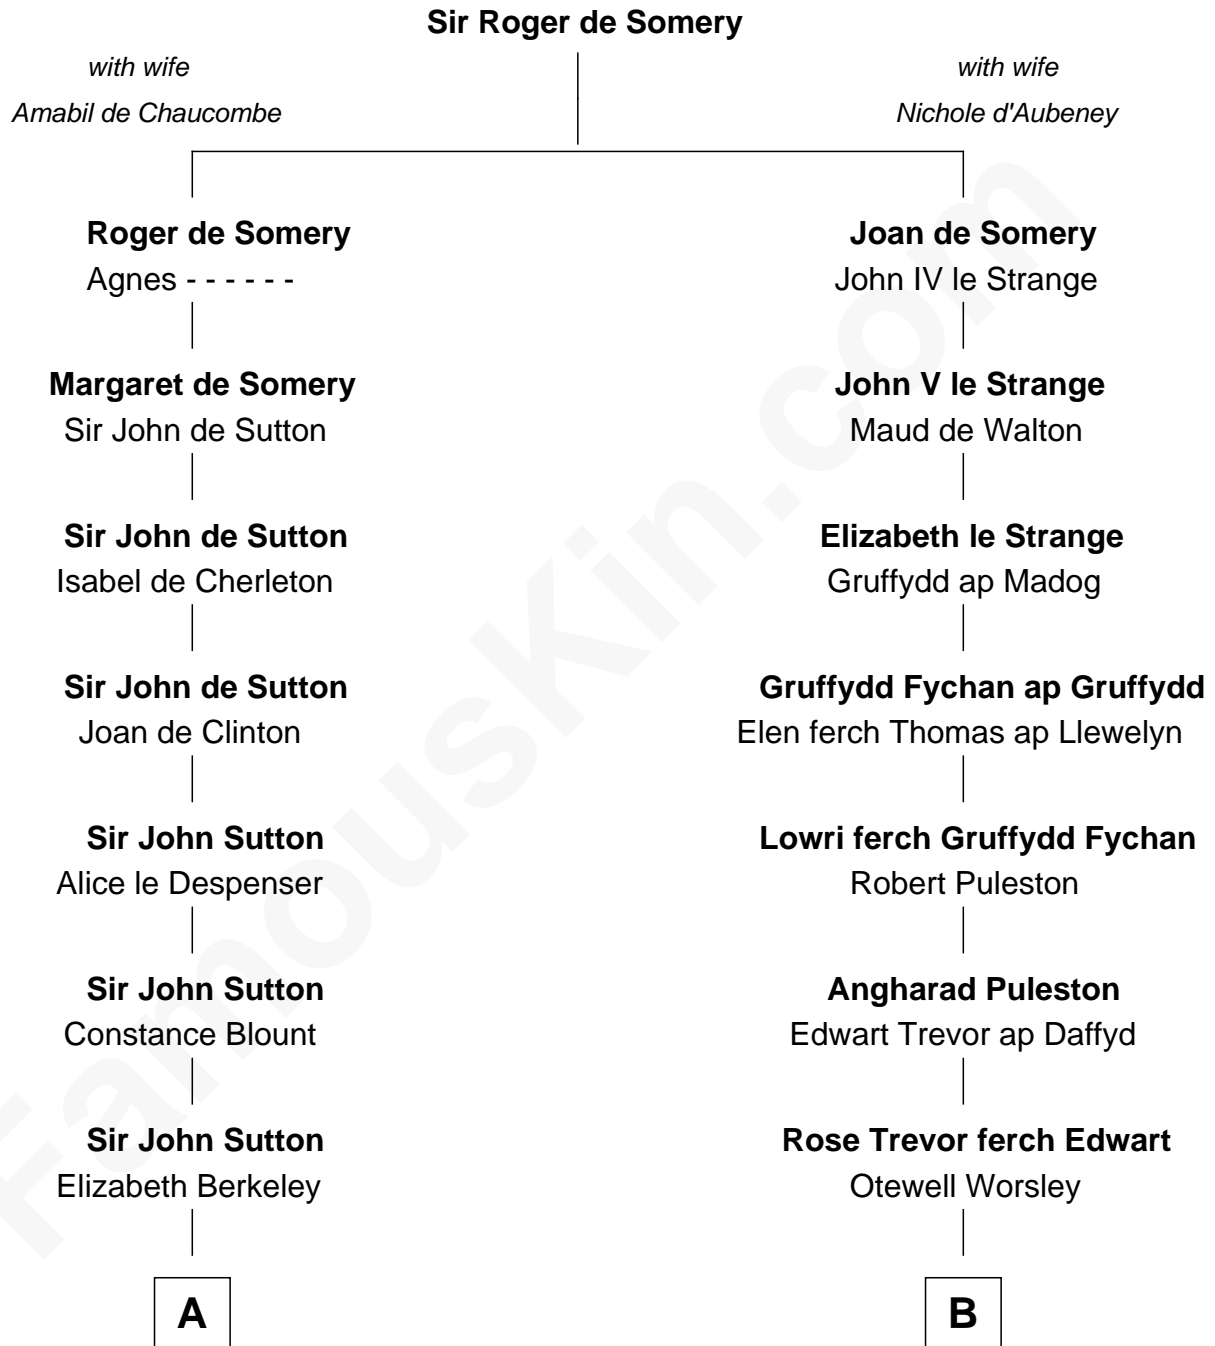 Sir Roger de Somery
with wife
Amabil de Chaucombe
with wife
Nichole d'Aubeney
Roger de Somery
Agnes - - - - - -
Margaret de Somery
Sir John de Sutton
Sir John de Sutton
Isabel de Cherleton
Sir John de Sutton
Joan de Clinton
Sir John Sutton
Alice le Despenser
Sir John Sutton
Constance Blount
Sir John Sutton
Elizabeth Berkeley
A
Joan de Somery
John IV le Strange
John V le Strange
Maud de Walton
Elizabeth le Strange
Gruffydd ap Madog
Gruffydd Fychan ap Gruffydd
Elen ferch Thomas ap Llewelyn
Lowri ferch Gruffydd Fychan
Robert Puleston
Angharad Puleston
Edwart Trevor ap Daffyd
Rose Trevor ferch Edwart
Otewell Worsley
B
FamousKin.com